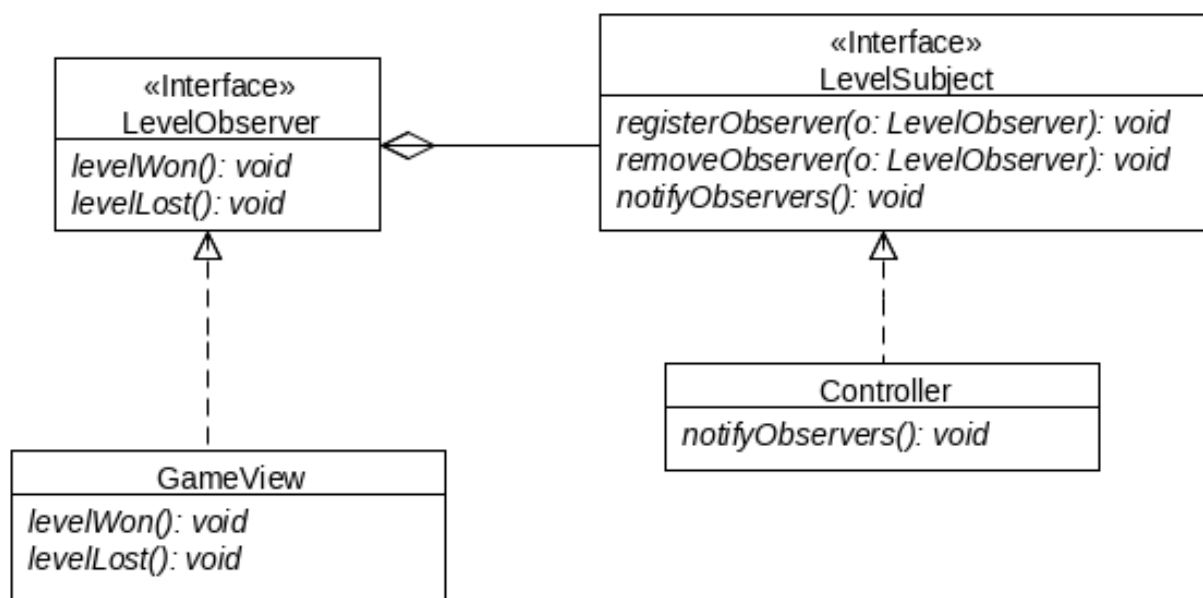 «Interface»
LevelObserver
levelWon(): void
levelLost(): void
«Interface»
LevelSubject
registerObserver(o: LevelObserver): void
removeObserver(o: LevelObserver): void
notifyObservers(): void
GameView
levelWon(): void
levelLost(): void
Controller
notifyObservers(): void